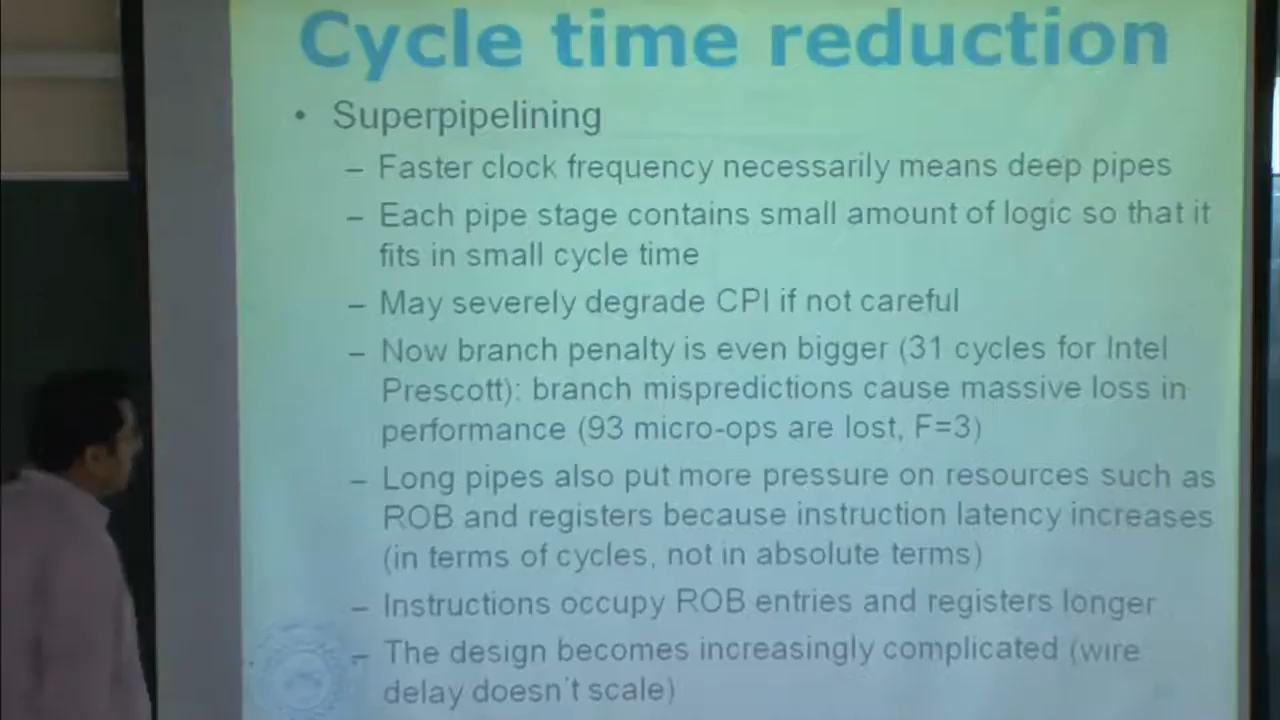 Cycle time reduction
• Superpipelining
– Faster clock frequency necessarily means deep pipes
– Each pipe stage contains small amount of logic so that it
fits in small cycle time
– May severely degrade CPI if not careful
– Now branch penalty is even bigger (31 cycles for Intel
Prescott): branch mispredictions cause massive loss in
performance (93 micro-ops are lost, F=3)
– Long pipes also put more pressure on resources such as
ROB and registers because instruction latency increases
(in terms of cycles, not in absolute terms)
– Instructions occupy ROB entries and registers longer
– The design becomes increasingly complicated (wire
delay doesn't scale)